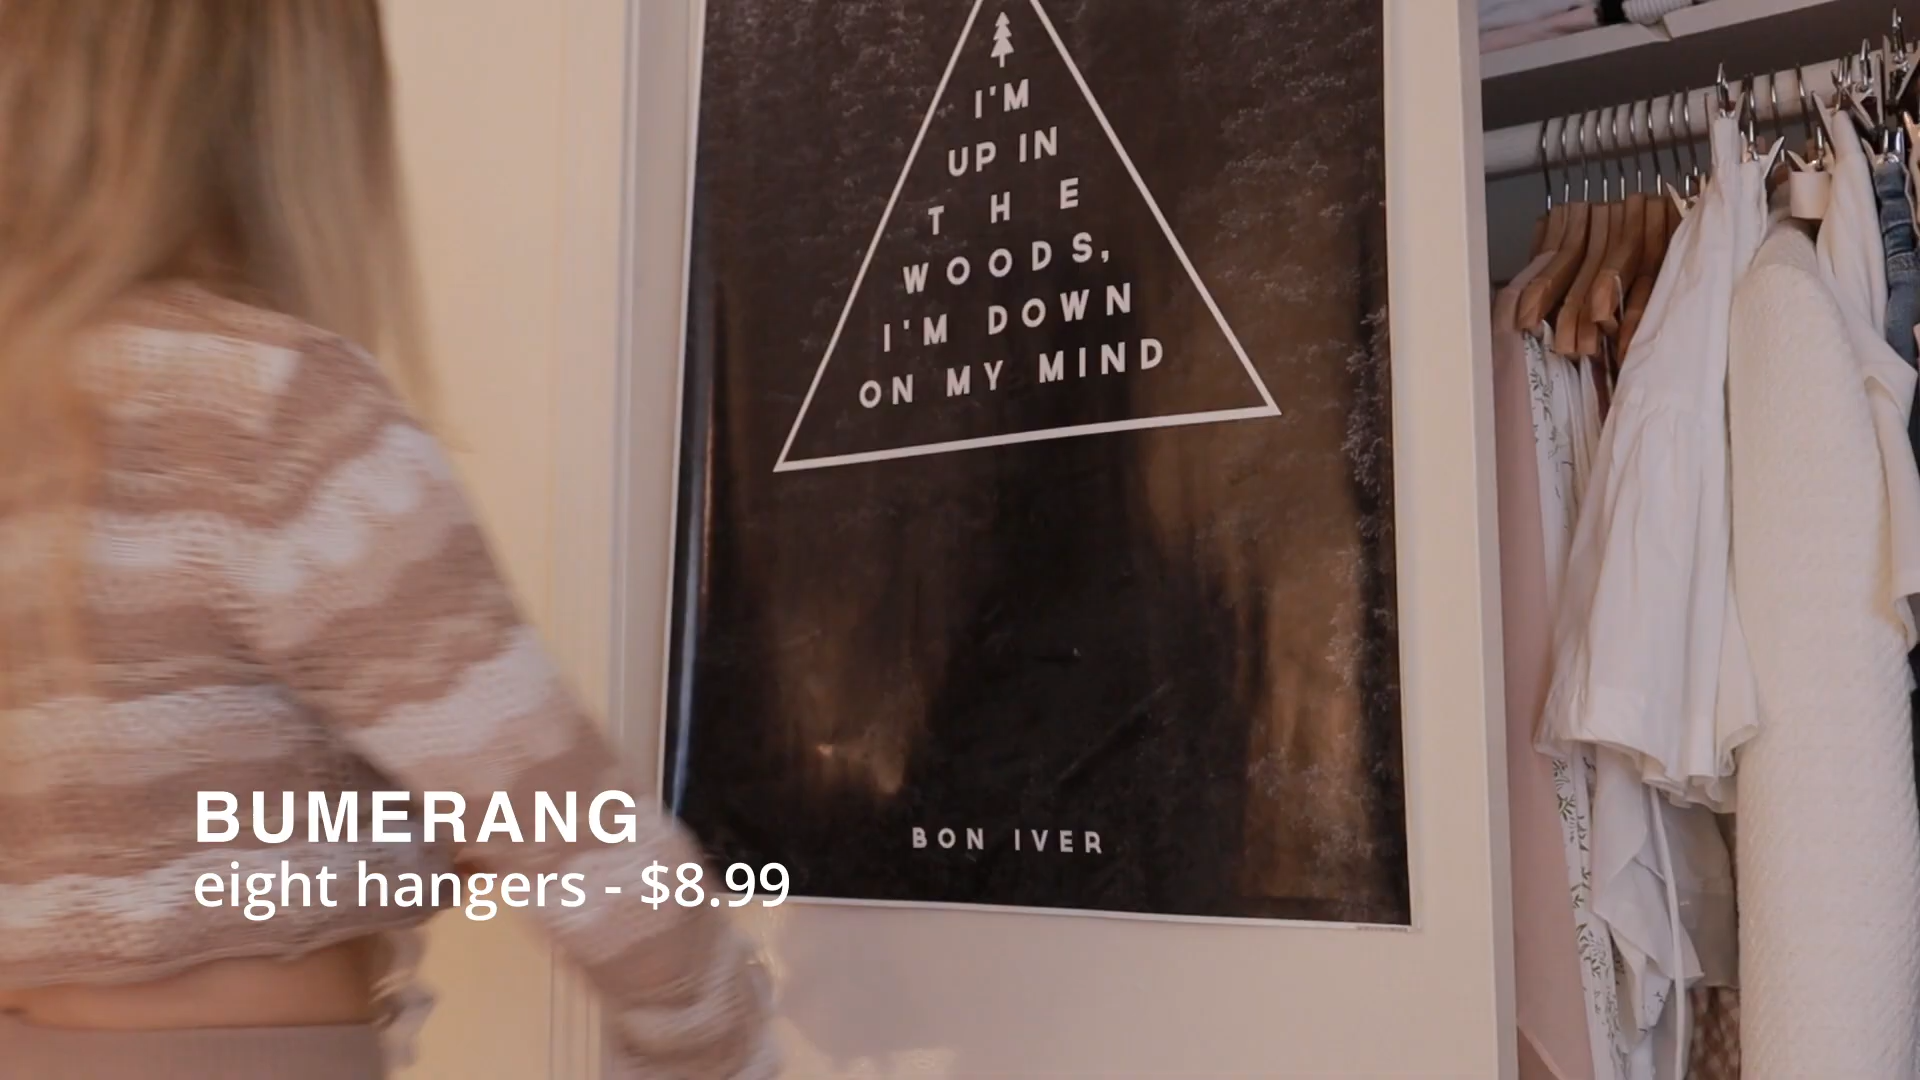 I'M
UP IN
THE
WOODS,
I'M DOWN
ON MY MIND
BON IVER
BUMERANG
eight hangers - $8.99